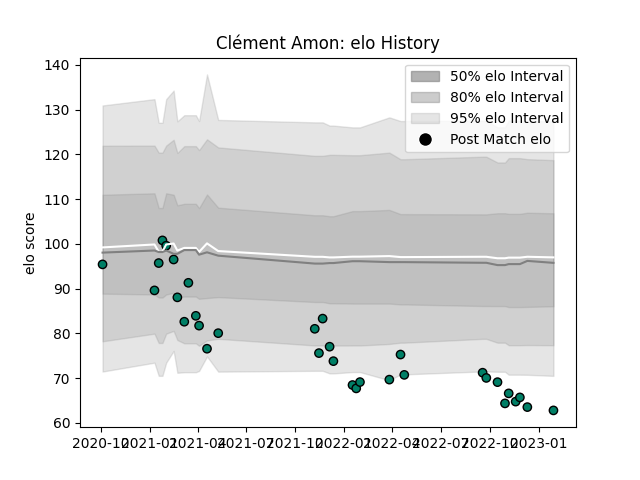 Clément Amon: elo History
140
130
120
110
100
90
80
70
60
elo score
50% elo Interval
80% elo Interval
95% elo Interval
Post Match elo
2020-10 2021-01 2021-04 2021-07 2021-10 2022-01 2022-04 2022-07 2022-10 2023-01